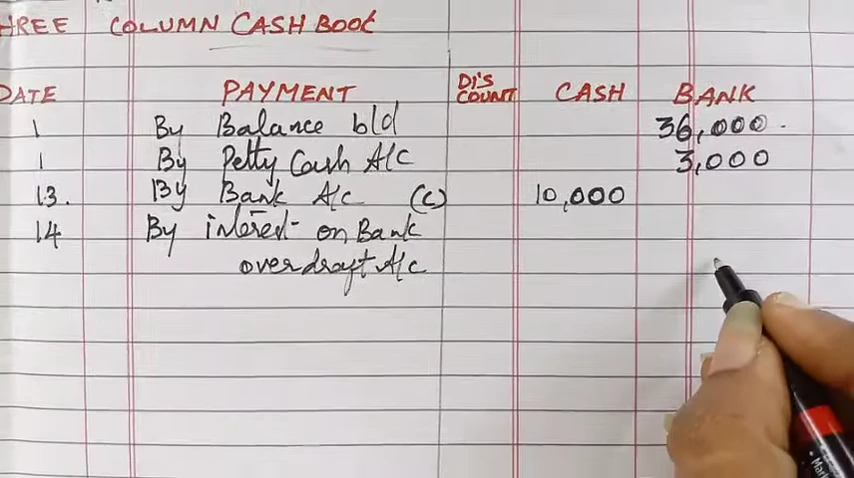 HREE COLUMN CASH BOOK
DATE PAYMENT DIS COUNT CASH BANK
1 By Balance b/d 36,000
1 By Petty Cash A/C 3,000
13. By Bank A/C (C) 10,000
14 By interest on Bank
overdraft A/C